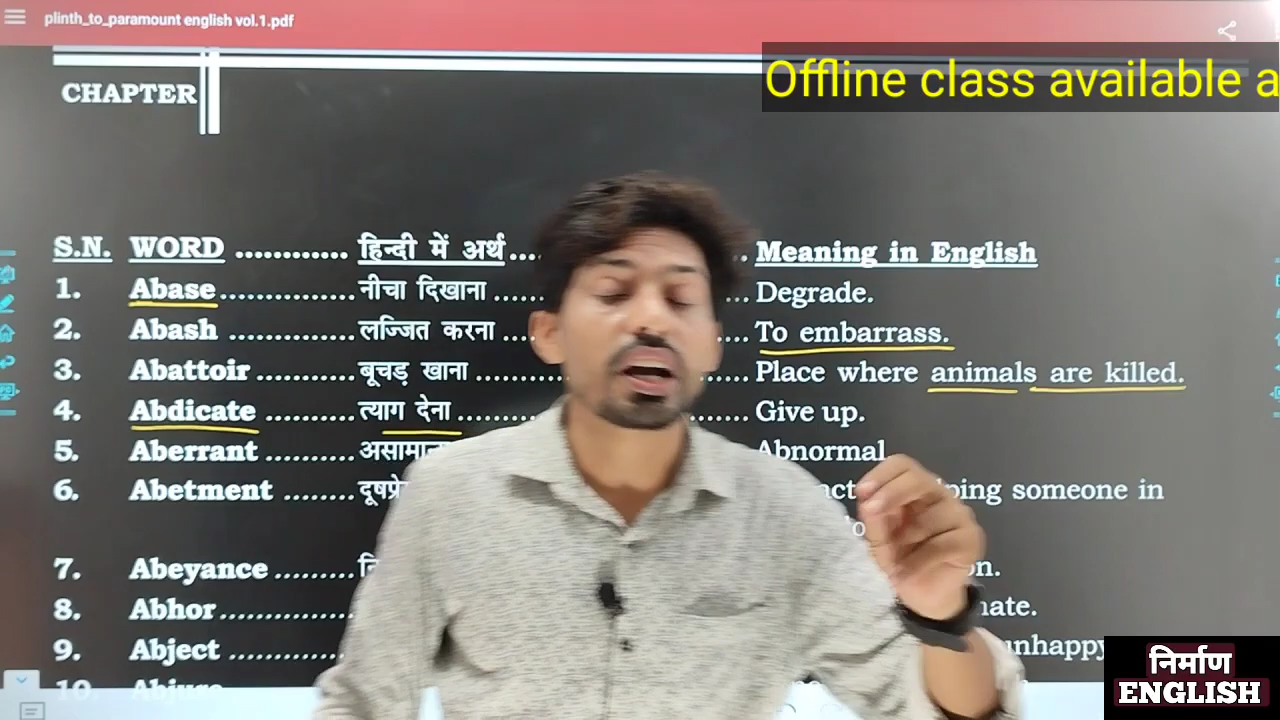 plinth_to_paramount english vol.1.pdf
Offline class available a
CHAPTER
S.N. WORD ............ हिन्दी में अर्थ .... . Meaning in English
1. Abase ............... नीचा दिखाना ...... ... Degrade.
2. Abash ............... लज्जित करना .... .... To embarrass.
3. Abattoir ........... बूचड़ खाना .......... ...... Place where animals are killed.
4. Abdicate .......... त्याग देना ............ ....... Give up.
5. Aberrant .......... Abnormal
6. Abetment ........ someone in
7. Abeyance .........
8. Abhor ...............
9. Abject ............. unhappy
10
निर्माण
ENGLISH